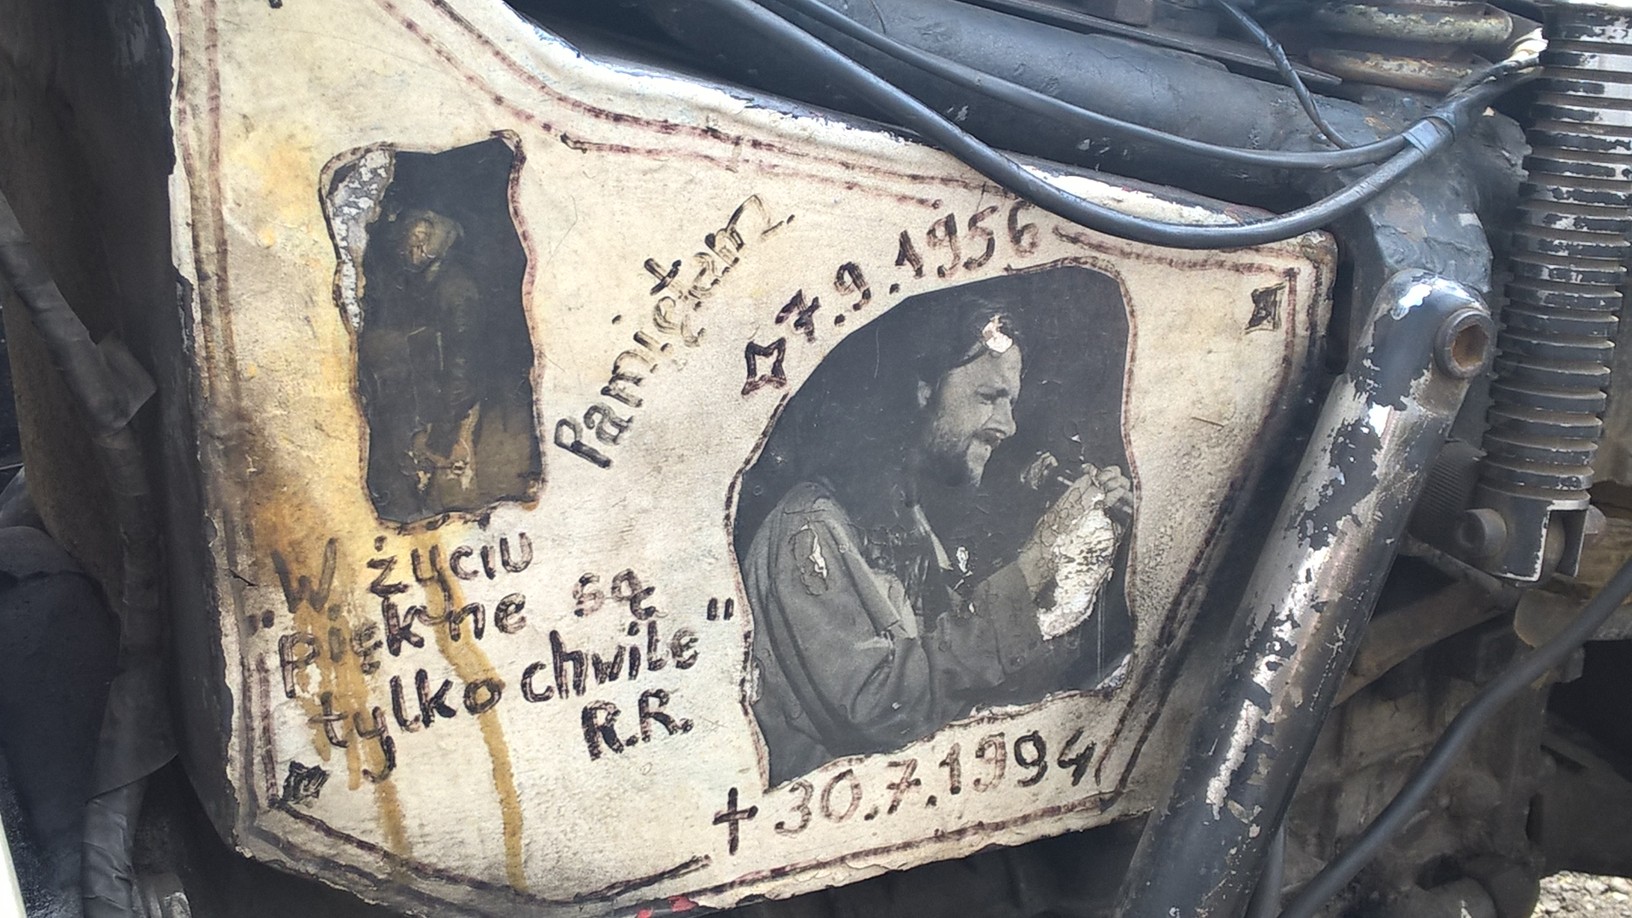 Pamiętam
7.9.1956
W. życiu
"piękne są
tylko chwile"
R.R.
✝ 30.7.1994